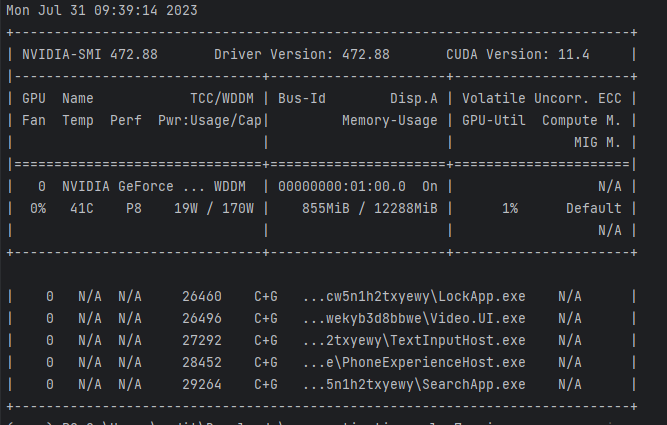 Mon Jul 31 09:39:14 2023
+-----------------------------------------------------------------------------+
| NVIDIA-SMI 472.88       Driver Version: 472.88       CUDA Version: 11.4     |
|-------------------------------+----------------------+----------------------+
| GPU  Name            TCC/WDDM | Bus-Id        Disp.A | Volatile Uncorr. ECC |
| Fan  Temp  Perf  Pwr:Usage/Cap|         Memory-Usage | GPU-Util  Compute M. |
|                               |                      |               MIG M. |
|===============================+======================+======================|
|   0  NVIDIA GeForce ... WDDM  | 00000000:01:00.0  On |                  N/A |
|  0%   41C    P8    19W / 170W |    855MiB / 12288MiB |      1%      Default |
|                               |                      |                  N/A |
+-------------------------------+----------------------+----------------------+
|    0   N/A  N/A     26460    C+G   ...cw5n1h2txyewy\LockApp.exe    N/A      |
|    0   N/A  N/A     26496    C+G   ...wekyb3d8bbwe\Video.UI.exe    N/A      |
|    0   N/A  N/A     27292    C+G   ...2txyewy\TextInputHost.exe    N/A      |
|    0   N/A  N/A     28452    C+G   ...e\PhoneExperienceHost.exe    N/A      |
|    0   N/A  N/A     29264    C+G   ...5n1h2txyewy\SearchApp.exe    N/A      |
+-----------------------------------------------------------------------------+